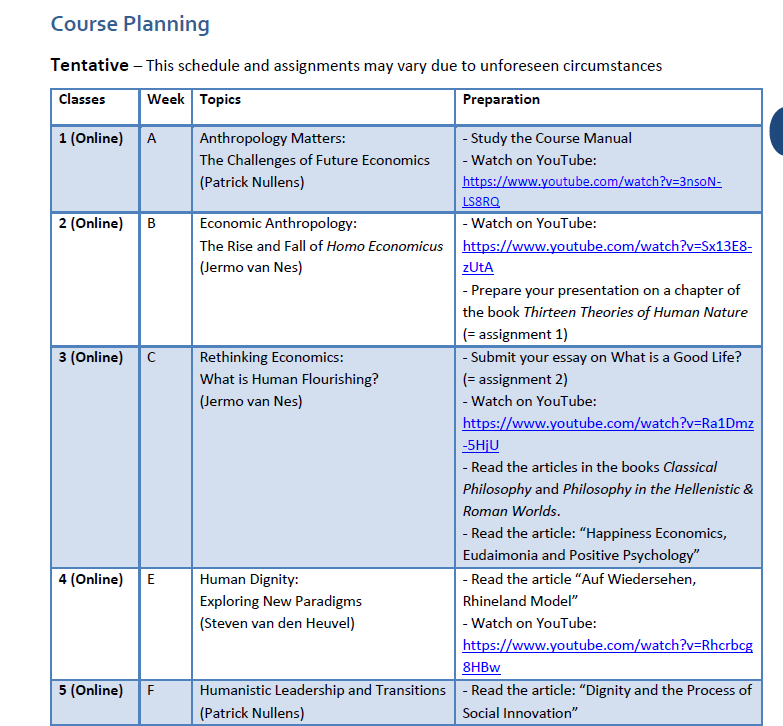 Course Planning
Tentative – This schedule and assignments may vary due to unforeseen circumstances
Classes Week Topics Preparation
1 (Online) A Anthropology Matters: - Study the Course Manual
The Challenges of Future Economics - Watch on YouTube:
(Patrick Nullens) https://www.youtube.com/watch?v=3nsoN-
LS8RQ
2 (Online) B Economic Anthropology: - Watch on YouTube:
The Rise and Fall of Homo Economicus https://www.youtube.com/watch?v=Sx13E8-
(Jermo van Nes) zUtA
- Prepare your presentation on a chapter of
the book Thirteen Theories of Human Nature
(= assignment 1)
3 (Online) C Rethinking Economics: - Submit your essay on What is a Good Life?
What is Human Flourishing? (= assignment 2)
(Jermo van Nes) - Watch on YouTube:
https://www.youtube.com/watch?v=Ra1Dmz
-5HjU
- Read the articles in the books Classical
Philosophy and Philosophy in the Hellenistic &
Roman Worlds.
- Read the article: “Happiness Economics,
Eudaimonia and Positive Psychology”
4 (Online) E Human Dignity: - Read the article “Auf Wiedersehen,
Exploring New Paradigms Rhineland Model”
(Steven van den Heuvel) - Watch on YouTube:
https://www.youtube.com/watch?v=Rhcrbcg
8HBw
5 (Online) F Humanistic Leadership and Transitions - Read the article: “Dignity and the Process of
(Patrick Nullens) Social Innovation”